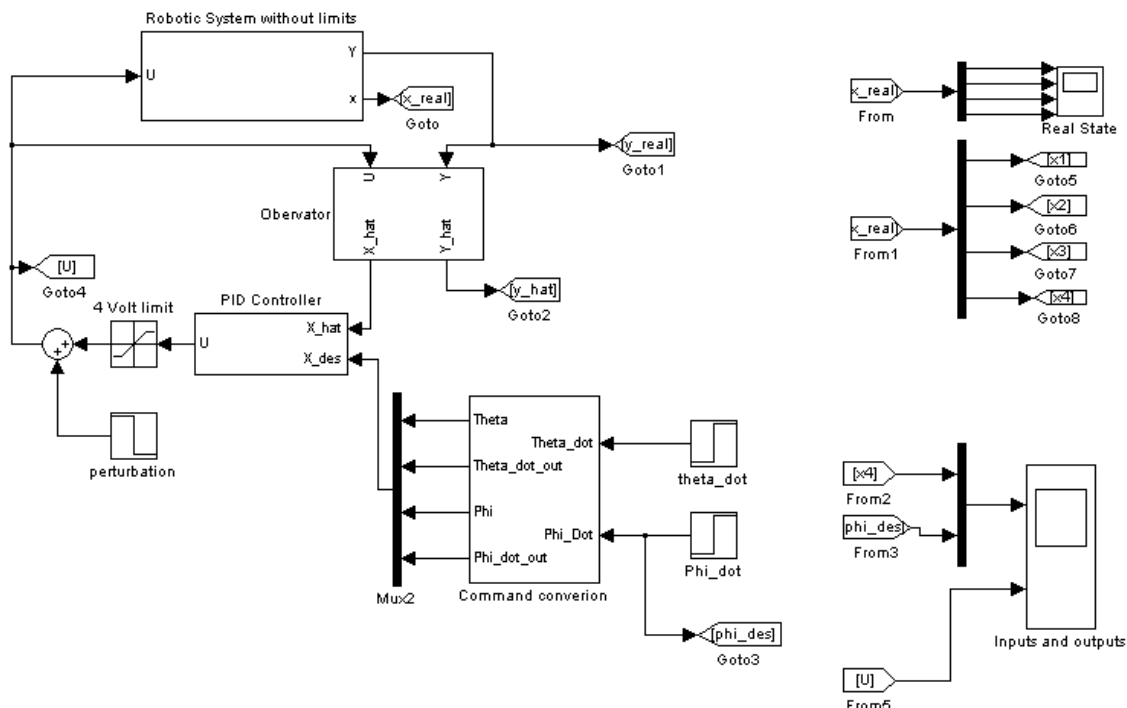 Robotic System without limits
U
Y
x
[x_real]
Goto
[y_real]
Goto1
U
Y
Obervator
X_hat
Y_hat
[y_hat]
Goto2
[U]
Goto4
4 Volt limit
PID Controller
U
X_hat
X_des
+
+
perturbation
Theta
Theta_dot_out
Phi
Phi_dot_out
Theta_dot
Phi_Dot
Mux2
Command converion
theta_dot
Phi_dot
[phi_des]
Goto3
x_real]
From
Real State
x_real]
From1
[x1]
Goto5
[x2]
Goto6
[x3]
Goto7
[x4]
Goto8
[x4]
From2
phi_des]
From3
[U]
From5
Inputs and outputs